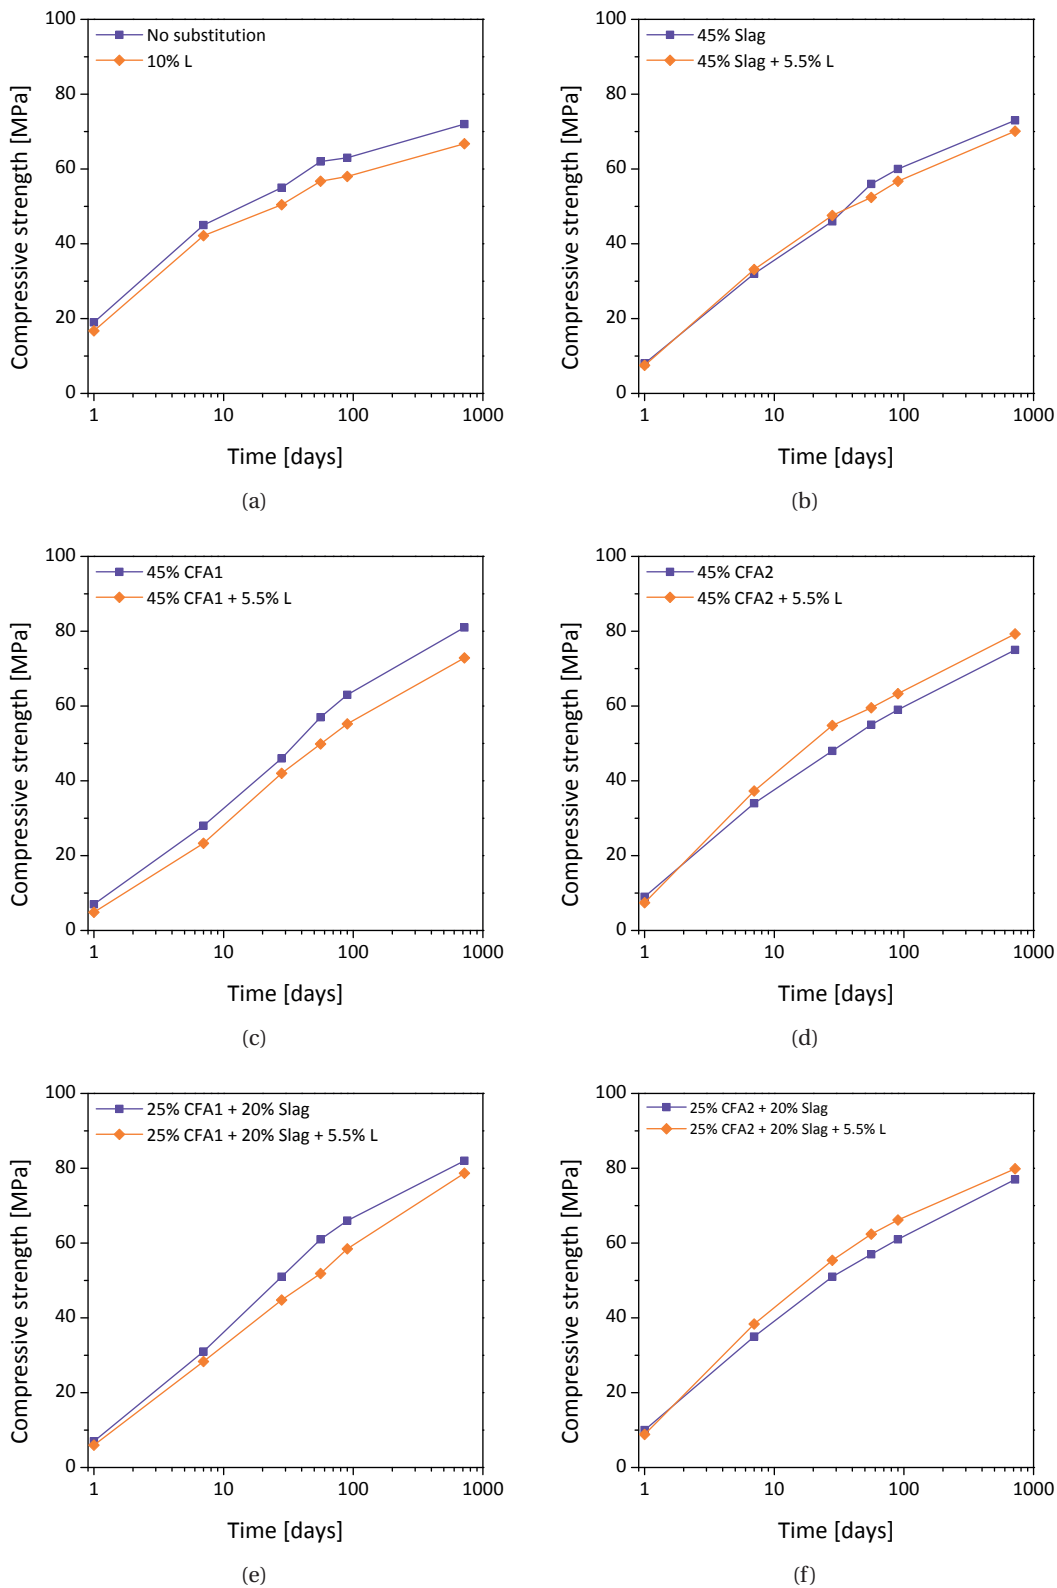 No substitution
10% L
Compressive strength [MPa]
100
80
60
40
20
0
1 10 100 1000
Time [days]
(a)
45% Slag
45% Slag + 5.5% L
Compressive strength [MPa]
100
80
60
40
20
0
1 10 100 1000
Time [days]
(b)
45% CFA1
45% CFA1 + 5.5% L
Compressive strength [MPa]
100
80
60
40
20
0
1 10 100 1000
Time [days]
(c)
45% CFA2
45% CFA2 + 5.5% L
Compressive strength [MPa]
100
80
60
40
20
0
1 10 100 1000
Time [days]
(d)
25% CFA1 + 20% Slag
25% CFA1 + 20% Slag + 5.5% L
Compressive strength [MPa]
100
80
60
40
20
0
1 10 100 1000
Time [days]
(e)
25% CFA2 + 20% Slag
25% CFA2 + 20% Slag + 5.5% L
Compressive strength [MPa]
100
80
60
40
20
0
1 10 100 1000
Time [days]
(f)